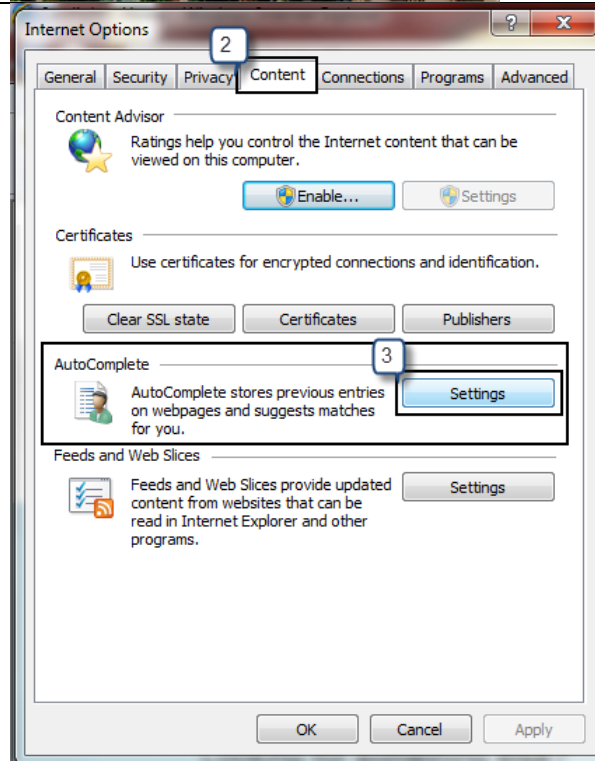 Internet Options
2
General Security Privacy Content Connections Programs Advanced
Content Advisor
Ratings help you control the Internet content that can be
viewed on this computer.
Enable... Settings
Certificates
Use certificates for encrypted connections and identification.
Clear SSL state Certificates Publishers
3
AutoComplete
AutoComplete stores previous entries
on webpages and suggests matches
for you.
Settings
Feeds and Web Slices
Feeds and Web Slices provide updated
content from websites that can be
read in Internet Explorer and other
programs.
Settings
OK Cancel Apply